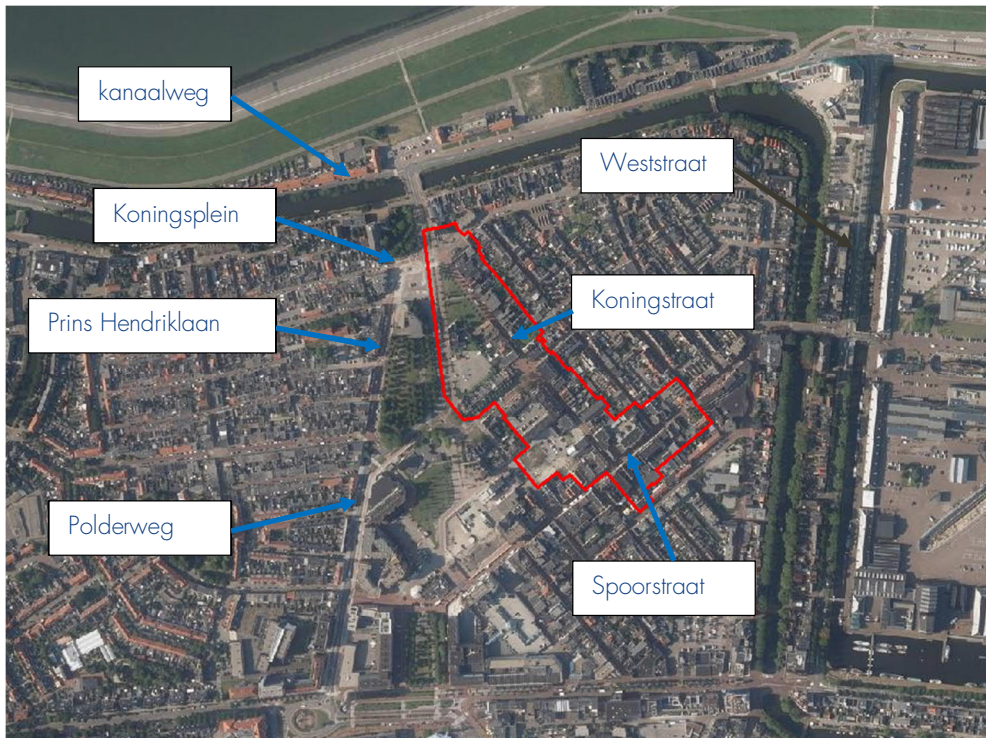 kanaalweg
Weststraat
Koningsplein
Koningstraat
Prins Hendriklaan
Polderweg
Spoorstraat